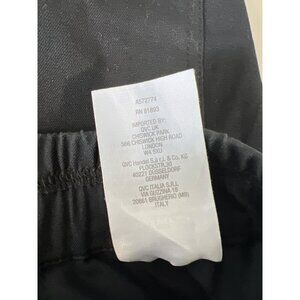 A572774
RN 81893
IMPORTED BY:
QVC UK
CHISWICK PARK
566 CHISWICK HIGH ROAD
LONDON
W4 5XU
QVC Handel S.à r.l. & Co. KG
PLOCKSTR.30
40221 DÜSSELDORF
GERMANY
QVC ITALIA S.R.L
VIA GUZZINA 18
20861 BRUGHERIO (MB)
ITALY